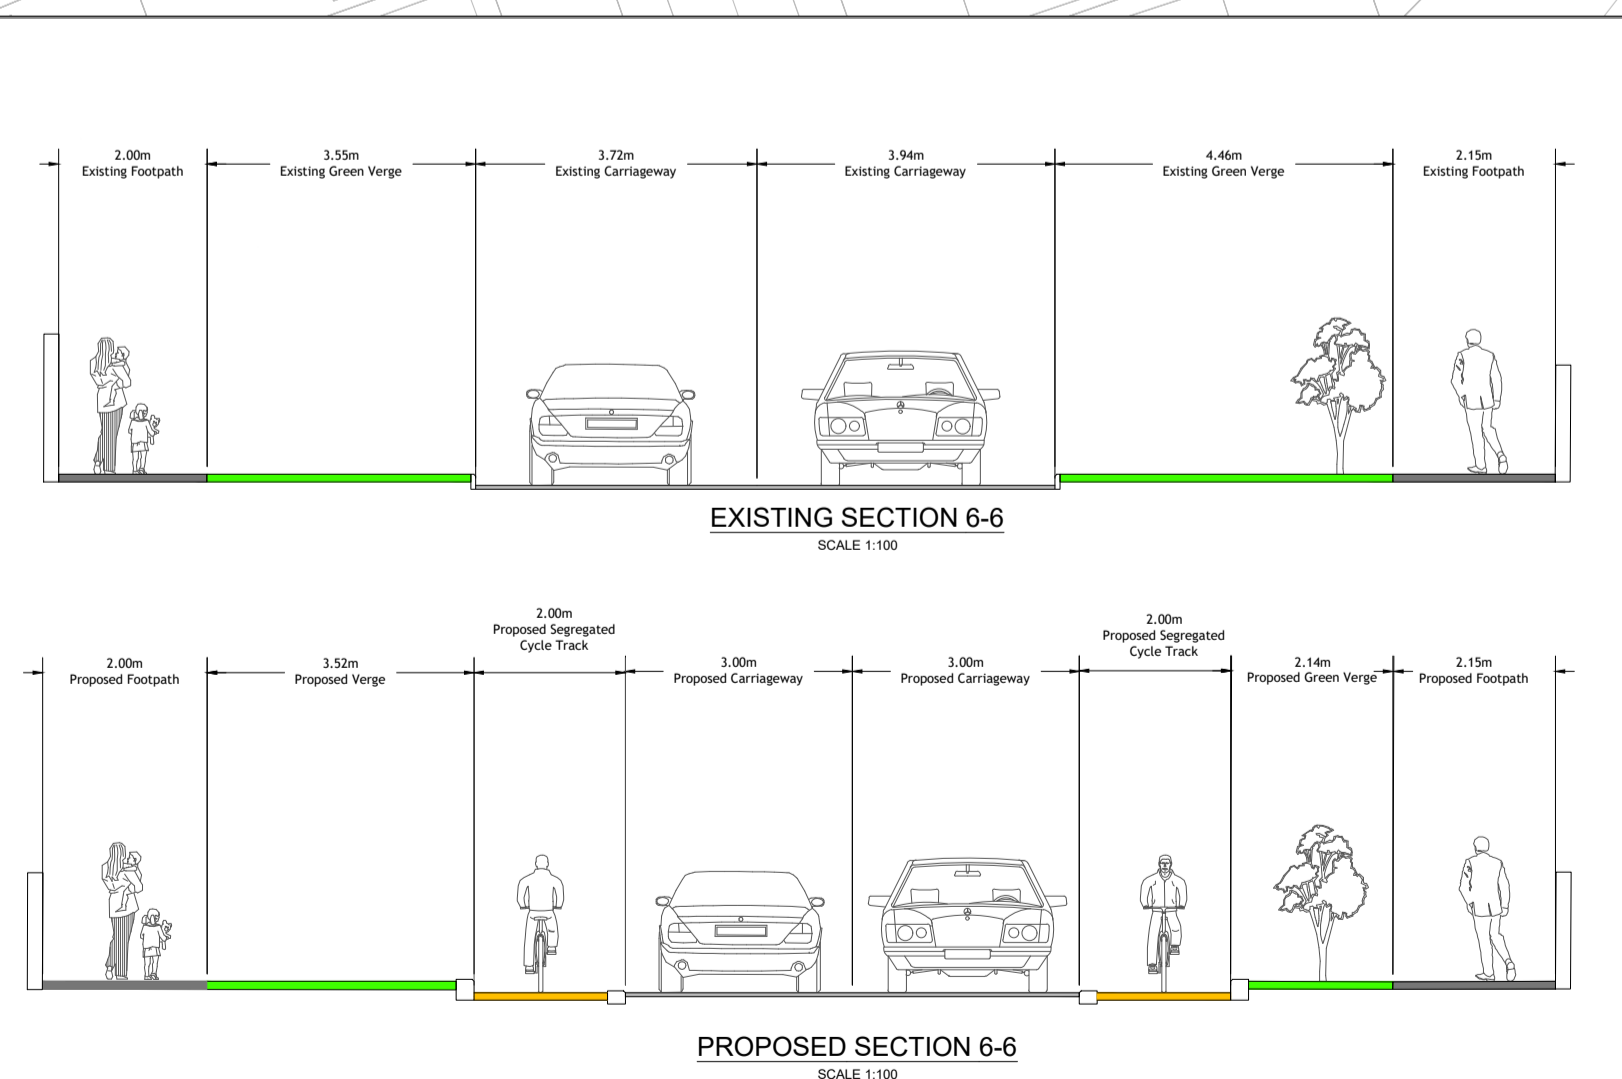 2.00m
Existing Footpath
3.55m
Existing Green Verge
3.72m
Existing Carriageway
3.94m
Existing Carriageway
4.46m
Existing Green Verge
2.15m
Existing Footpath
EXISTING SECTION 6-6
SCALE 1:100
2.00m
Proposed Footpath
3.52m
Proposed Verge
2.00m
Proposed Segregated
Cycle Track
3.00m
Proposed Carriageway
3.00m
Proposed Carriageway
2.00m
Proposed Segregated
Cycle Track
2.14m
Proposed Green Verge
2.15m
Proposed Footpath
PROPOSED SECTION 6-6
SCALE 1:100